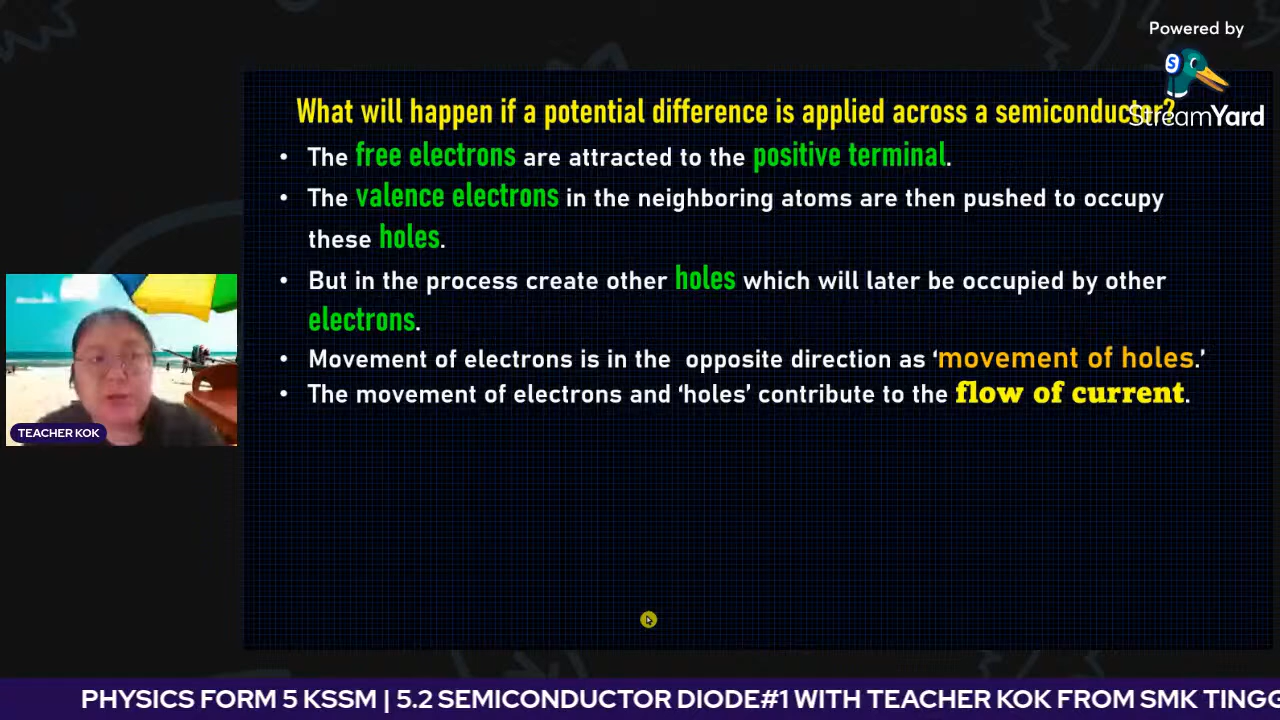 Powered by
StreamYard
What will happen if a potential difference is applied across a semiconductor?
• The free electrons are attracted to the positive terminal.
• The valence electrons in the neighboring atoms are then pushed to occupy
these holes.
• But in the process create other holes which will later be occupied by other
electrons.
• Movement of electrons is in the opposite direction as ‘movement of holes.’
• The movement of electrons and ‘holes’ contribute to the flow of current.
TEACHER KOK
PHYSICS FORM 5 KSSM | 5.2 SEMICONDUCTOR DIODE#1 WITH TEACHER KOK FROM SMK TINGG